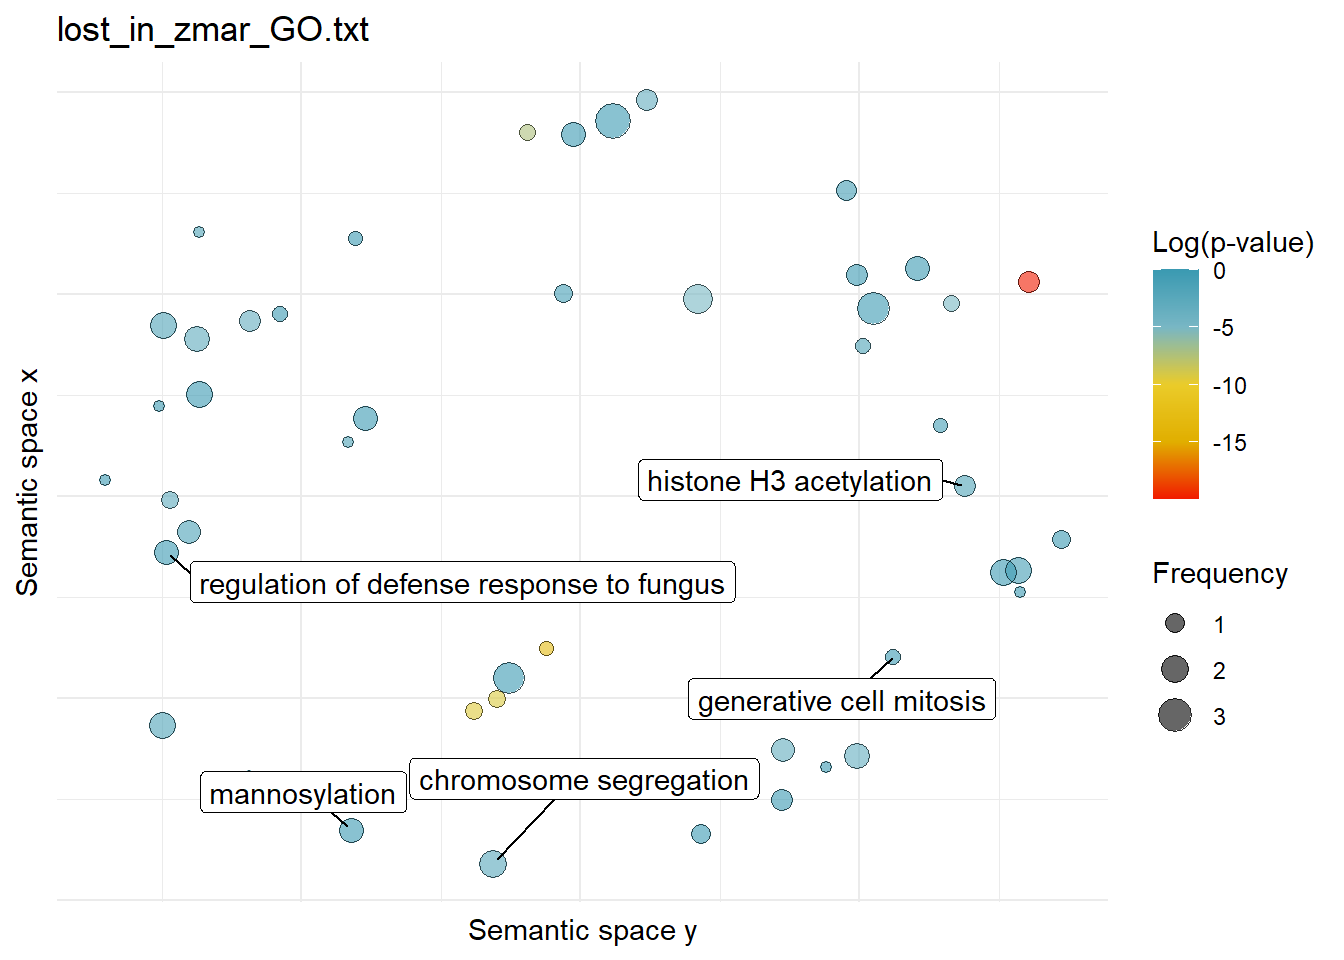 lost_in_zmar_GO.txt
Semantic space x
histone H3 acetylation
regulation of defense response to fungus
generative cell mitosis
chromosome segregation
mannosylation
Semantic space y
Log(p-value)
0
-5
-10
-15
Frequency
1
2
3